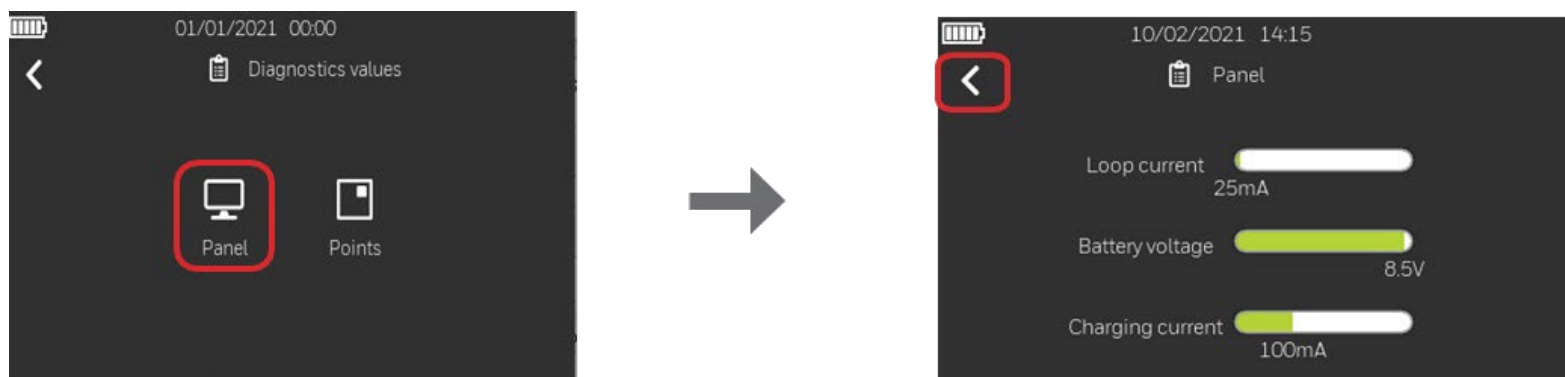 01/01/2021 00:00
Diagnostics values
Panel
Points
10/02/2021 14:15
Panel
Loop current
25mA
Battery voltage
8.5V
Charging current
100mA